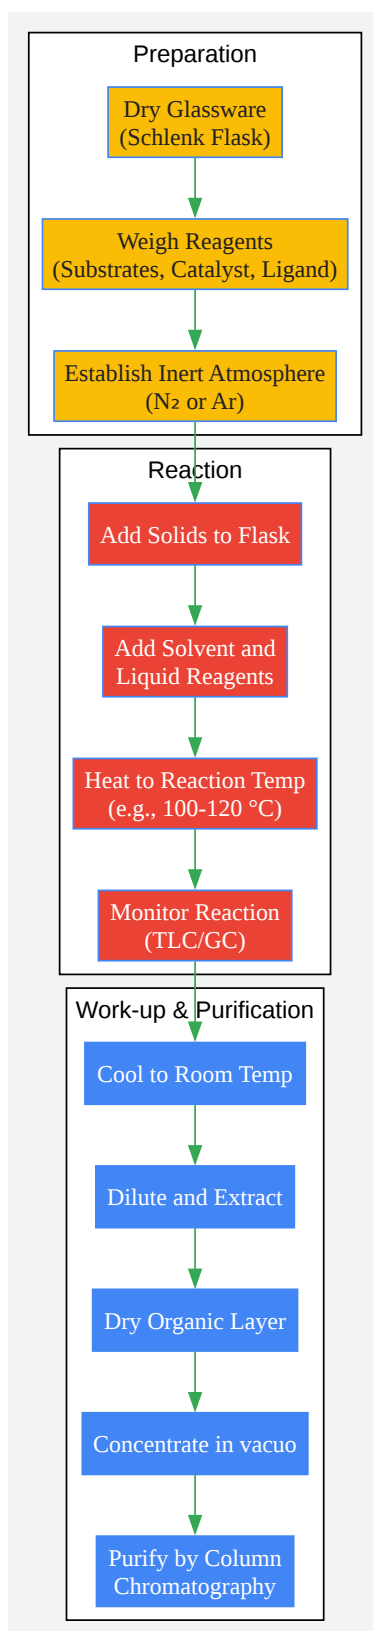 Preparation
Dry Glassware
(Schlenk Flask)
Weigh Reagents
(Substrates, Catalyst, Ligand)
Establish Inert Atmosphere
(N₂ or Ar)
Reaction
Add Solids to Flask
Add Solvent and
Liquid Reagents
Heat to Reaction Temp
(e.g., 100-120 °C)
Monitor Reaction
(TLC/GC)
Work-up & Purification
Cool to Room Temp
Dilute and Extract
Dry Organic Layer
Concentrate in vacuo
Purify by Column
Chromatography